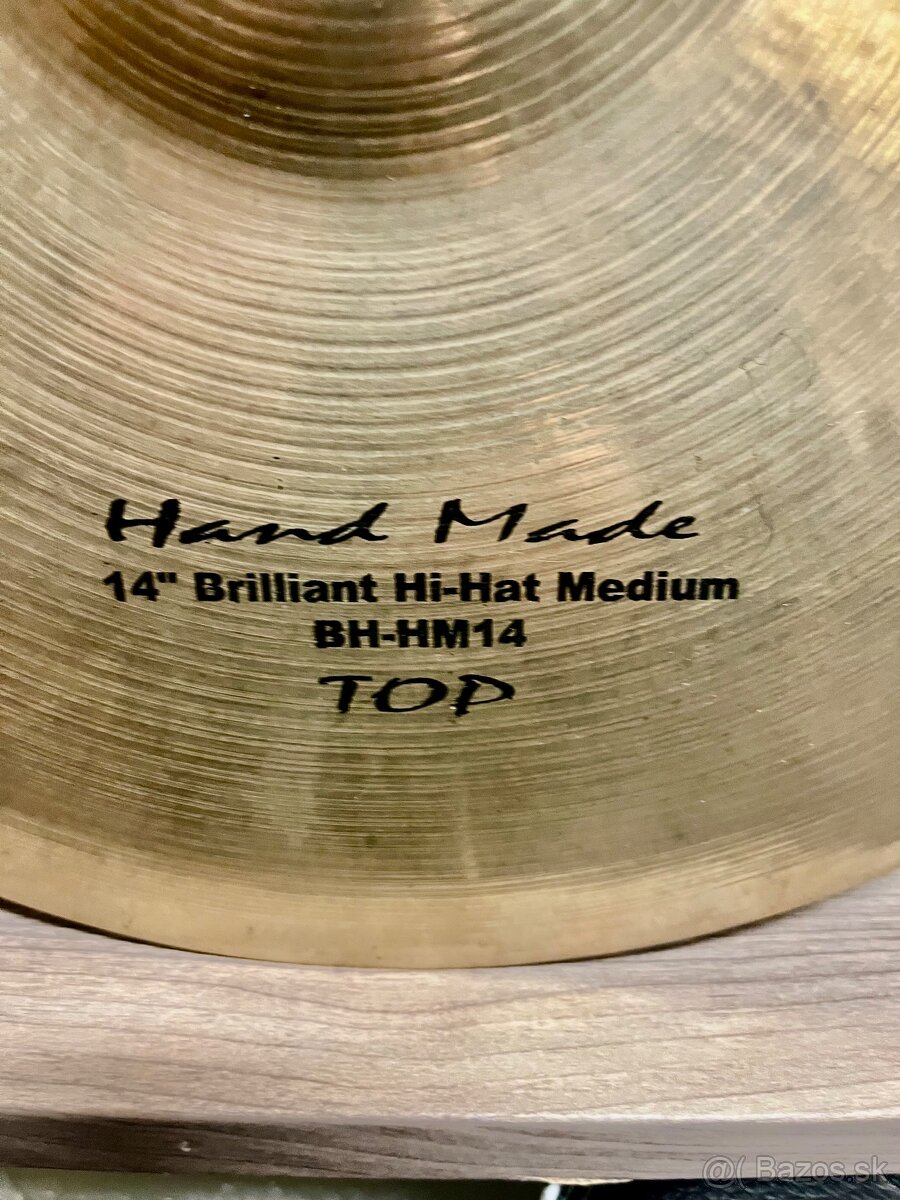 Hand Made
14" Brilliant Hi-Hat Medium
BH-HM14
TOP
@( Bazos.sk